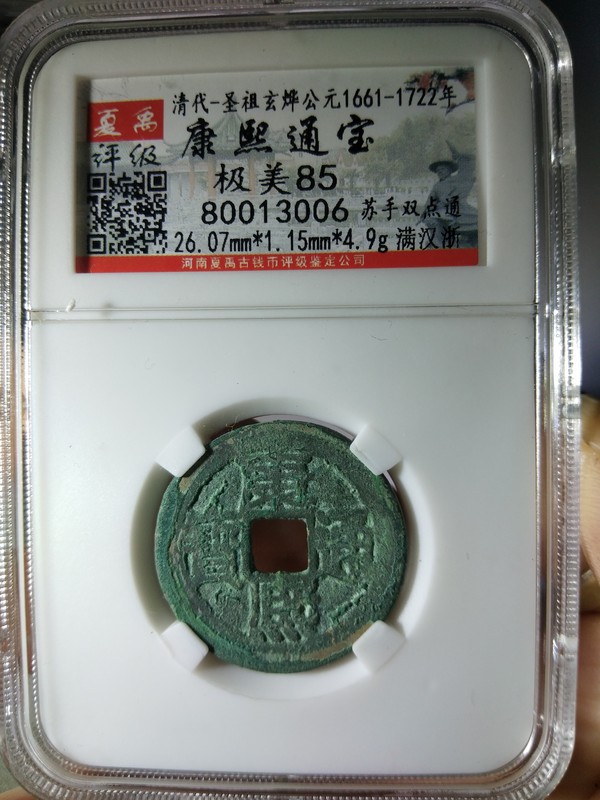 清代-圣祖玄烨公元1661-1722年
夏禹
评级
康熙通宝
极美85
80013006 苏手双点通
26.07mm*1.15mm*4.9g 满汉浙
河南夏禹古钱币评级鉴定公司
康熙通寶